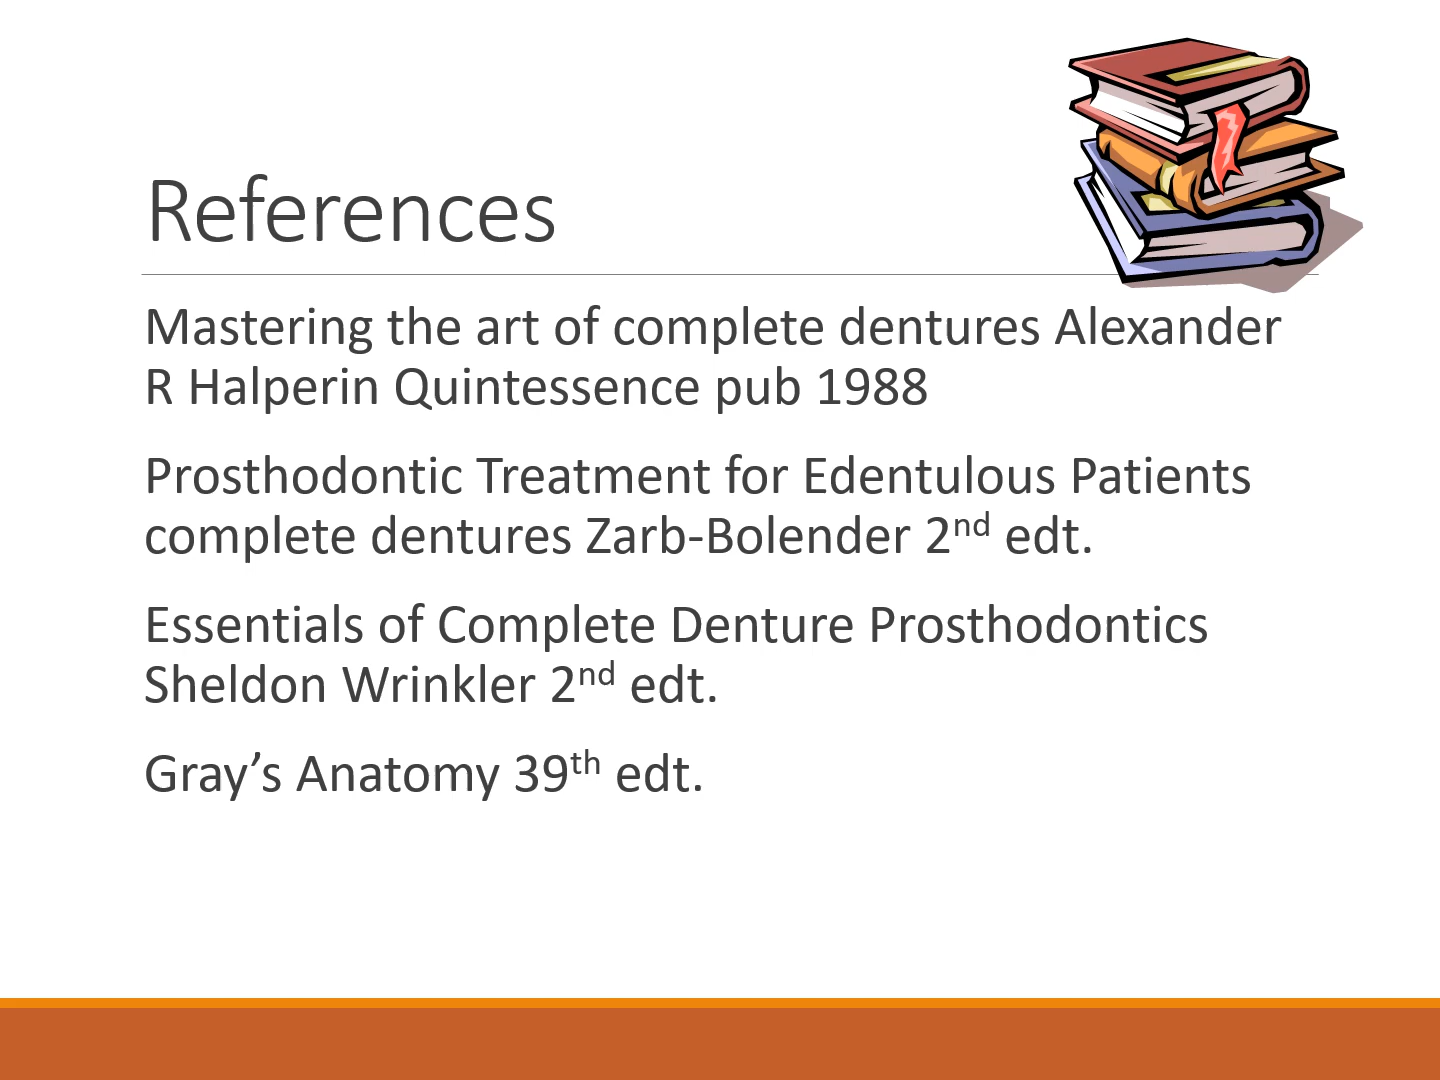 References
Mastering the art of complete dentures Alexander
R Halperin Quintessence pub 1988
Prosthodontic Treatment for Edentulous Patients
complete dentures Zarb-Bolender 2nd edt.
Essentials of Complete Denture Prosthodontics
Sheldon Wrinkler 2nd edt.
Gray’s Anatomy 39th edt.